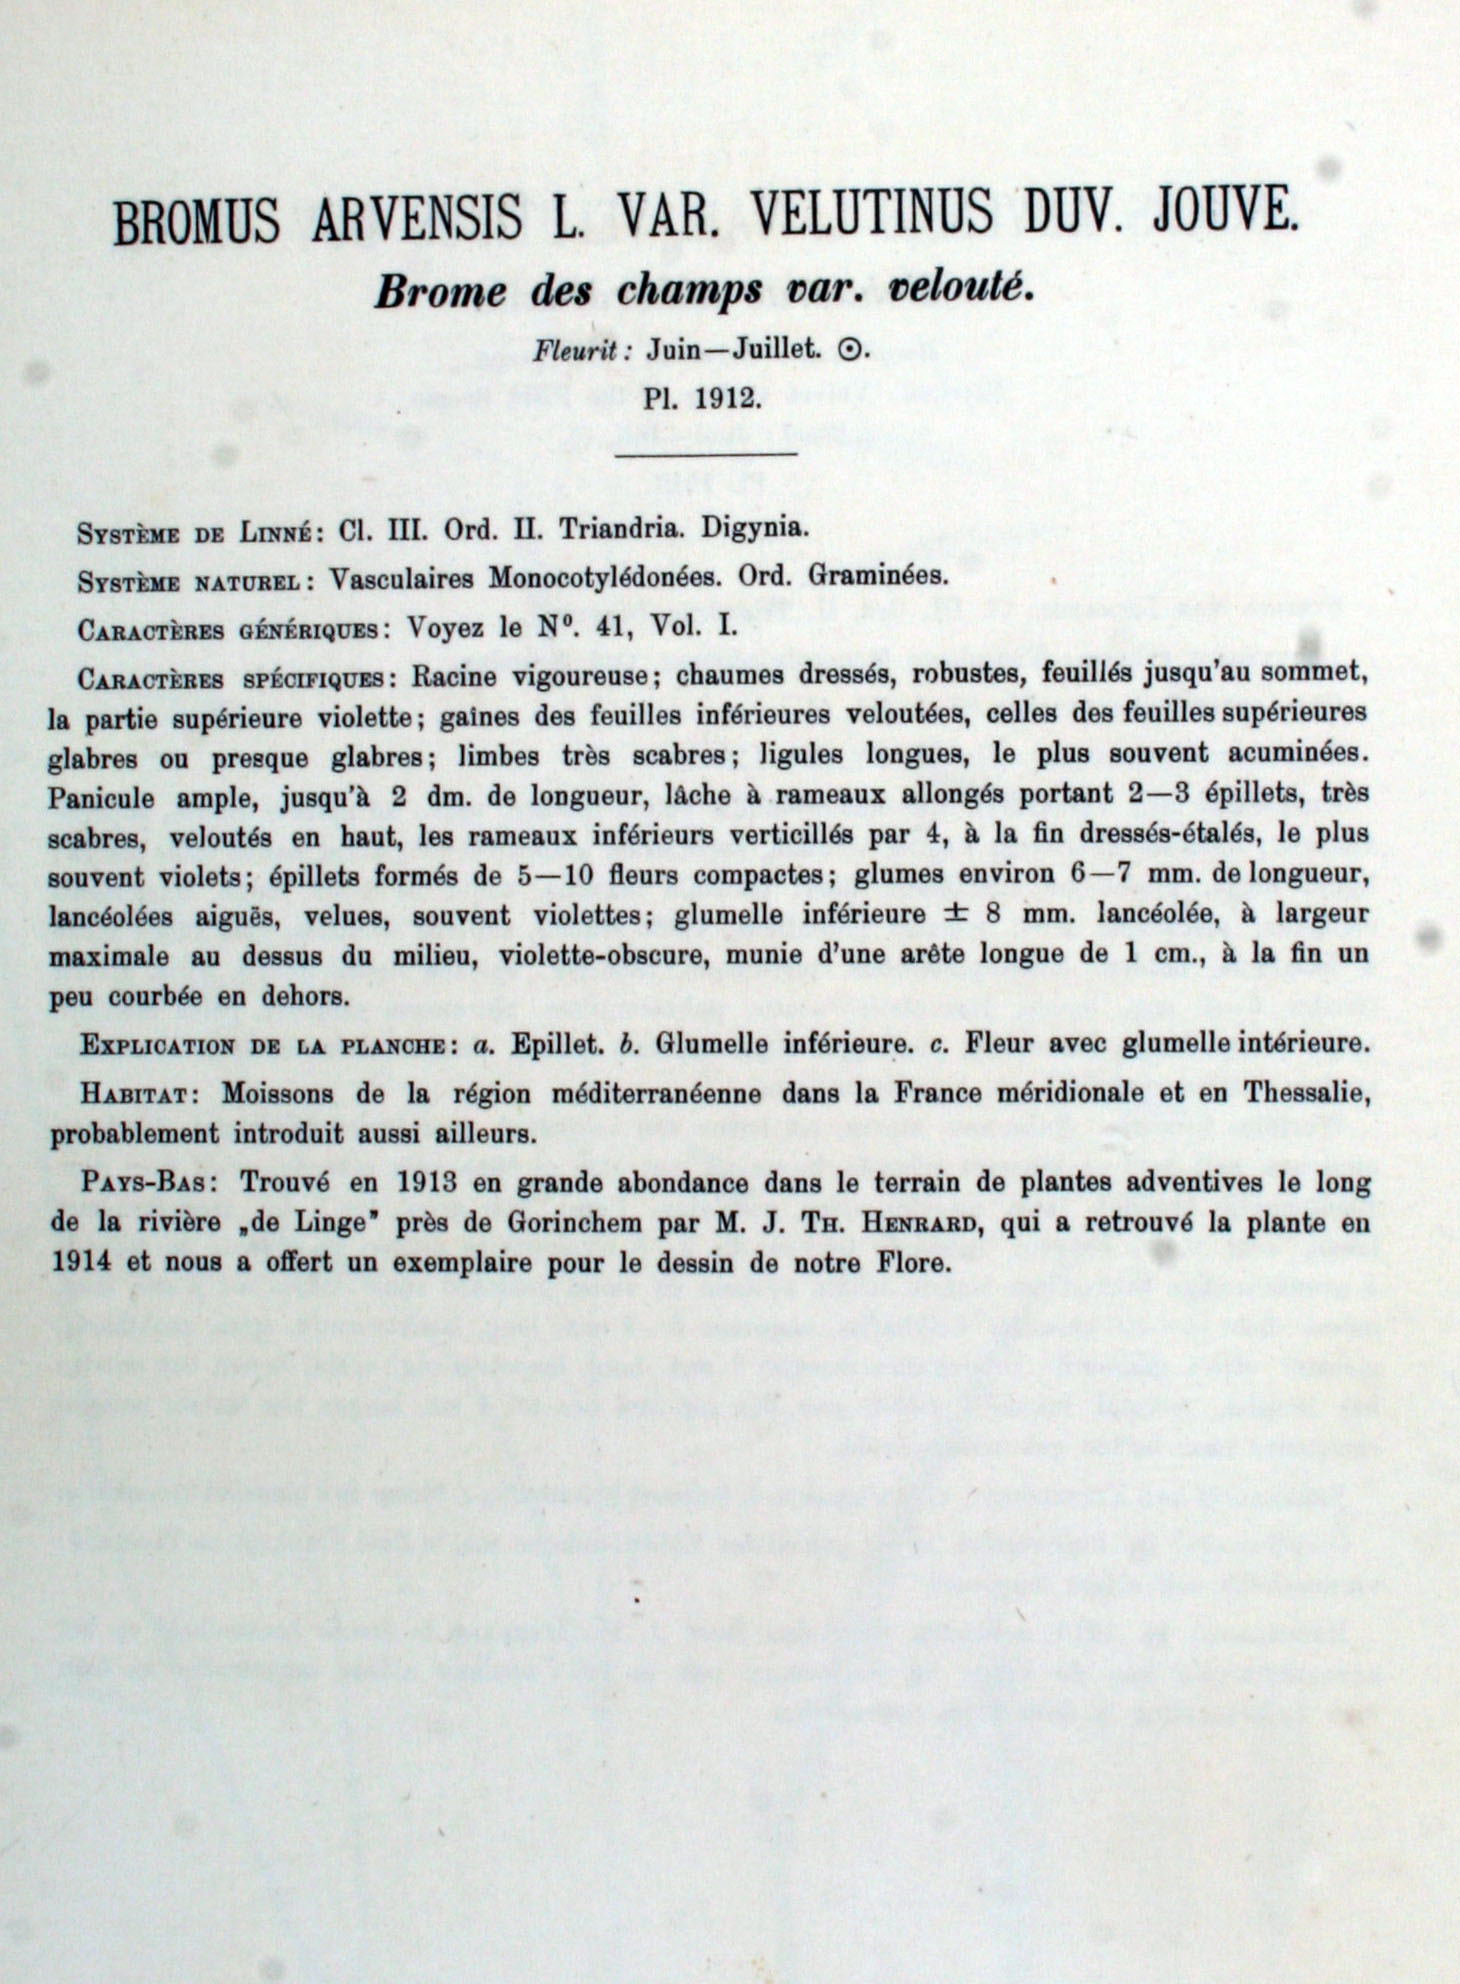 BROMUS ARVENSIS L. VAR. VELUTINUS DUV. JOUVE.
Brome des champs var. velouté.
Fleurit: Juin—Juillet. ☉.
Pl. 1912.
Système de Linné: Cl. III. Ord. II. Triandria. Digynia.
Système naturel: Vasculaires Monocotylédonées. Ord. Graminées.
Caractères génériques: Voyez le Nº. 41, Vol. I.
Caractères spécifiques: Racine vigoureuse; chaumes dressés, robustes, feuillés jusqu'au sommet,
la partie supérieure violette; gaînes des feuilles inférieures veloutées, celles des feuilles supérieures
glabres ou presque glabres; limbes très scabres; ligules longues, le plus souvent acuminées.
Panicule ample, jusqu'à 2 dm. de longueur, lâche à rameaux allongés portant 2—3 épillets, très
scabres, veloutés en haut, les rameaux inférieurs verticillés par 4, à la fin dressés-étalés, le plus
souvent violets; épillets formés de 5—10 fleurs compactes; glumes environ 6—7 mm. de longueur,
lancéolées aiguës, velues, souvent violettes; glumelle inférieure ± 8 mm. lancéolée, à largeur
maximale au dessus du milieu, violette-obscure, munie d'une arête longue de 1 cm., à la fin un
peu courbée en dehors.
Explication de la planche: a. Epillet. b. Glumelle inférieure. c. Fleur avec glumelle intérieure.
Habitat: Moissons de la région méditerranéenne dans la France méridionale et en Thessalie,
probablement introduit aussi ailleurs.
Pays-Bas: Trouvé en 1913 en grande abondance dans le terrain de plantes adventives le long
de la rivière „de Linge" près de Gorinchem par M. J. Th. Henrard, qui a retrouvé la plante en
1914 et nous a offert un exemplaire pour le dessin de notre Flore.